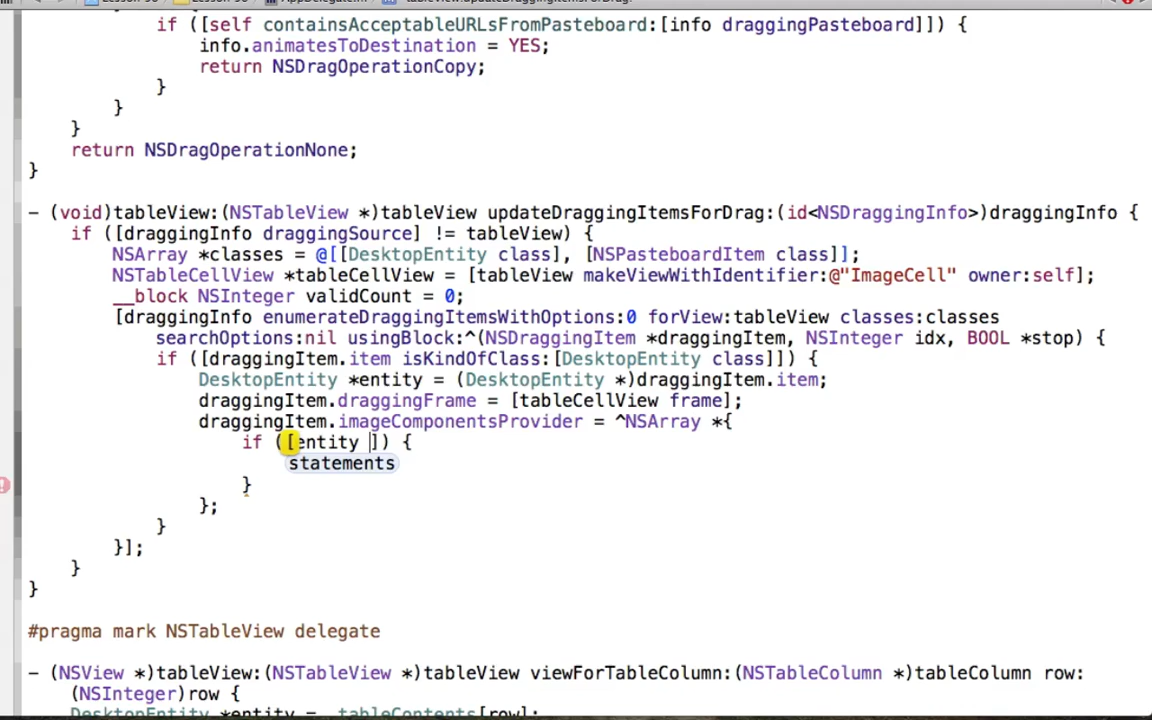 if ([self containsAcceptableURLsFromPasteboard:[info draggingPasteboard]]) {
info.animatesToDestination = YES;
return NSDragOperationCopy;
}
}
}
return NSDragOperationNone;
}
- (void)tableView:(NSTableView *)tableView updateDraggingItemsForDrag:(id<NSDraggingInfo>)draggingInfo {
if ([draggingInfo draggingSource] != tableView) {
NSArray *classes = @[[DesktopEntity class], [NSPasteboardItem class]];
NSTableCellView *tableCellView = [tableView makeViewWithIdentifier:@"ImageCell" owner:self];
__block NSInteger validCount = 0;
[draggingInfo enumerateDraggingItemsWithOptions:0 forView:tableView classes:classes
searchOptions:nil usingBlock:^(NSDraggingItem *draggingItem, NSInteger idx, BOOL *stop) {
if ([draggingItem.item isKindOfClass:[DesktopEntity class]]) {
DesktopEntity *entity = (DesktopEntity *)draggingItem.item;
draggingItem.draggingFrame = [tableCellView frame];
draggingItem.imageComponentsProvider = ^NSArray *{
if ([entity ]) {
statements
}
};
}
}];
}
}
#pragma mark NSTableView delegate
- (NSView *)tableView:(NSTableView *)tableView viewForTableColumn:(NSTableColumn *)tableColumn row:
(NSInteger)row {
DesktopEntity *entity = _tableContents[row];